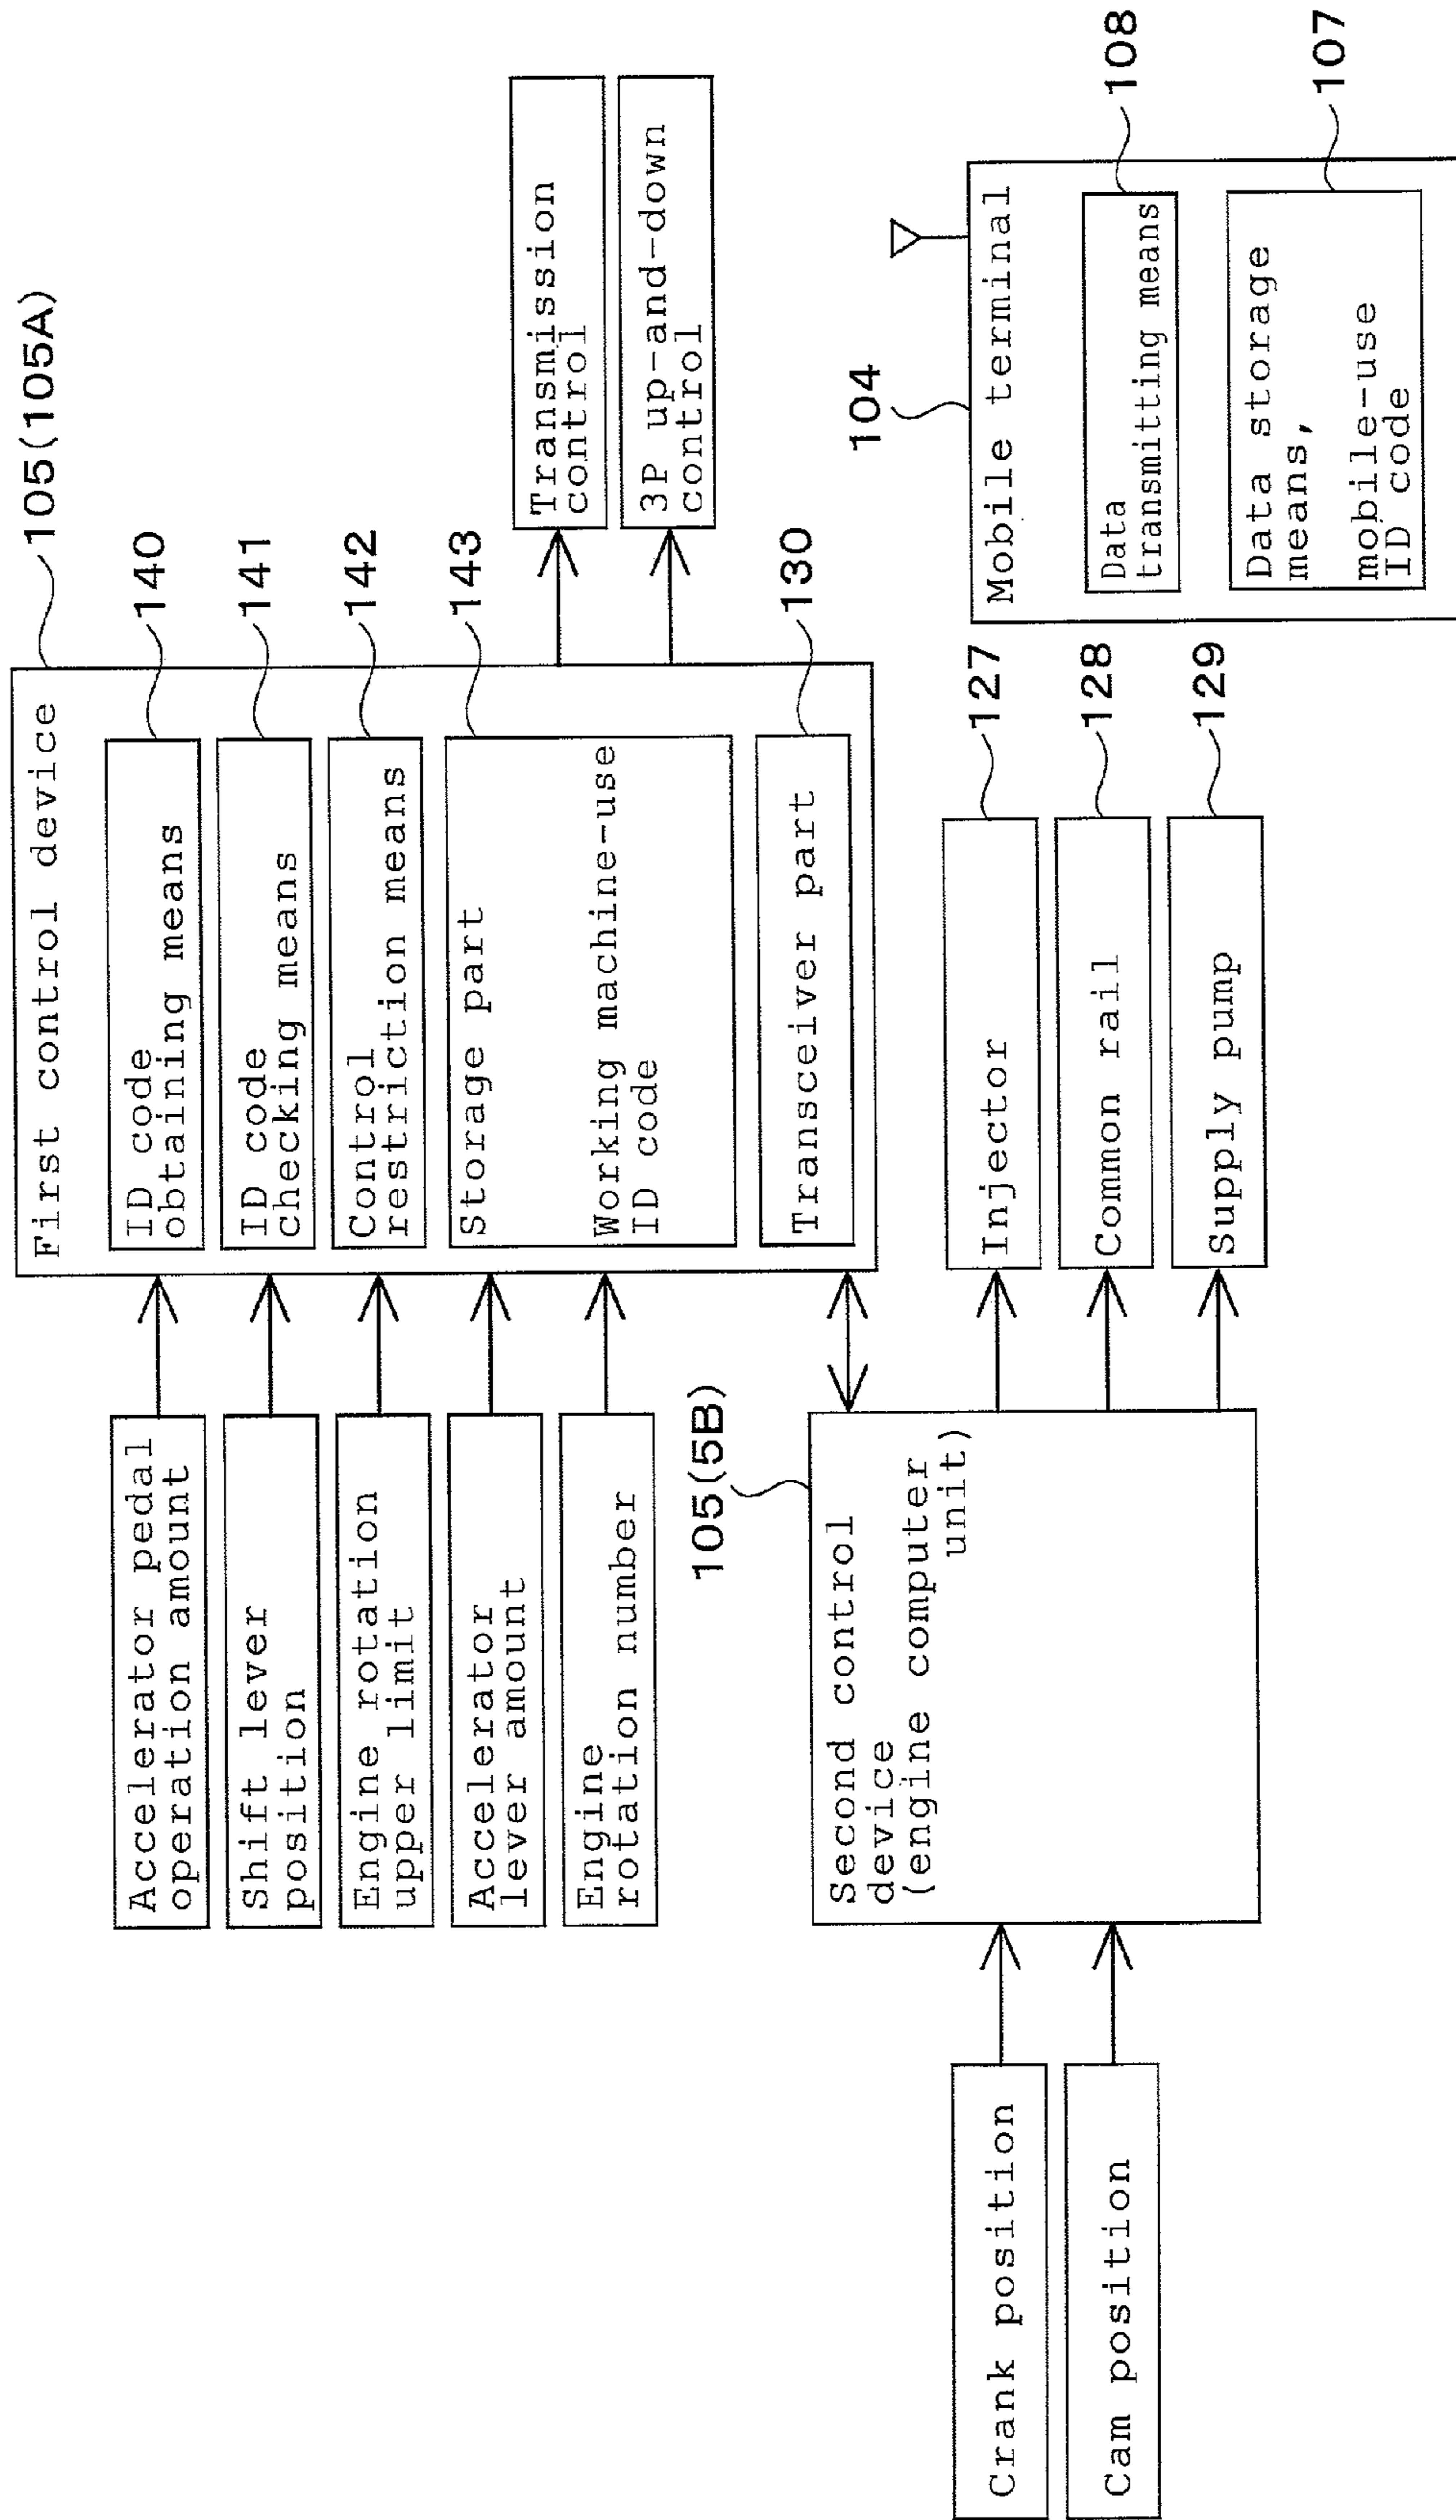 Accelerator pedal
operation amount
Shift lever
position
Engine rotation
upper limit
Accelerator
lever amount
Engine
rotation number
First control device
105(105A)
ID code
obtaining means
140
ID code
checking means
141
Control
restriction means
142
Storage part
Working machine-use
ID code
143
Transceiver part
130
Transmission
control
3P up-and-down
control
Crank position
Cam position
105(5B)
Second control
device
(engine computer
unit)
Injector
127
Common rail
128
Supply pump
129
104
Mobile terminal
Data
transmitting means
108
Data storage
means,
mobile-use
ID code
107